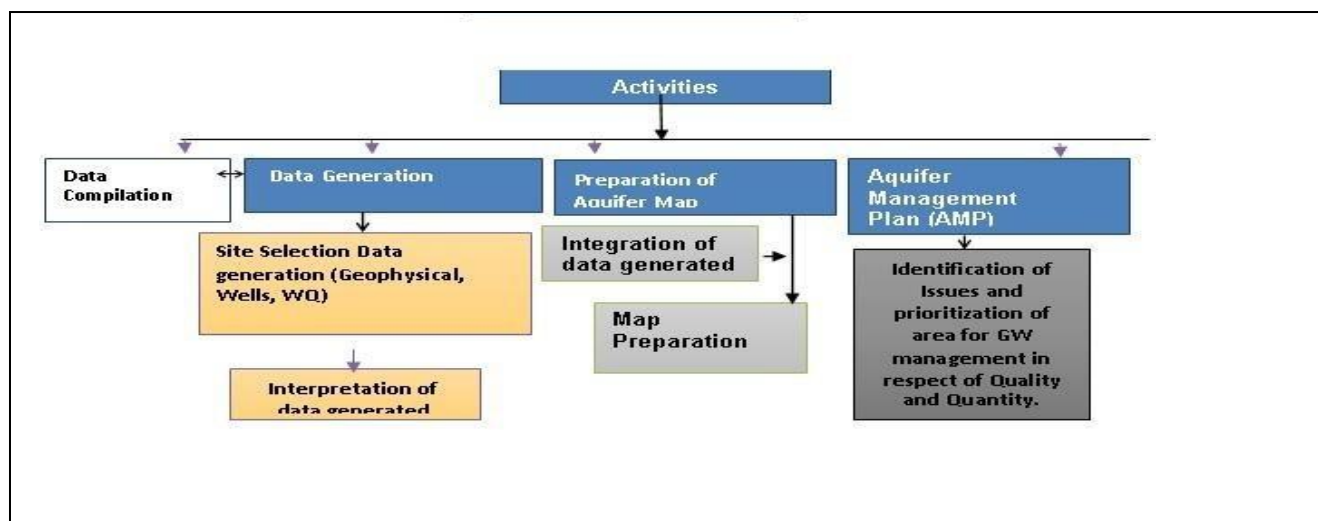 Activities
Data
Compilation
Data Generation
Preparation of
Aquifer Map
Aquifer
Management
Plan (AMP)
Site Selection Data
generation (Geophysical,
Wells, WQ)
Interpretation of
data generated
Integration of
data generated
Map
Preparation
Identification of
Issues and
prioritization of
area for GW
management in
respect of Quality
and Quantity.